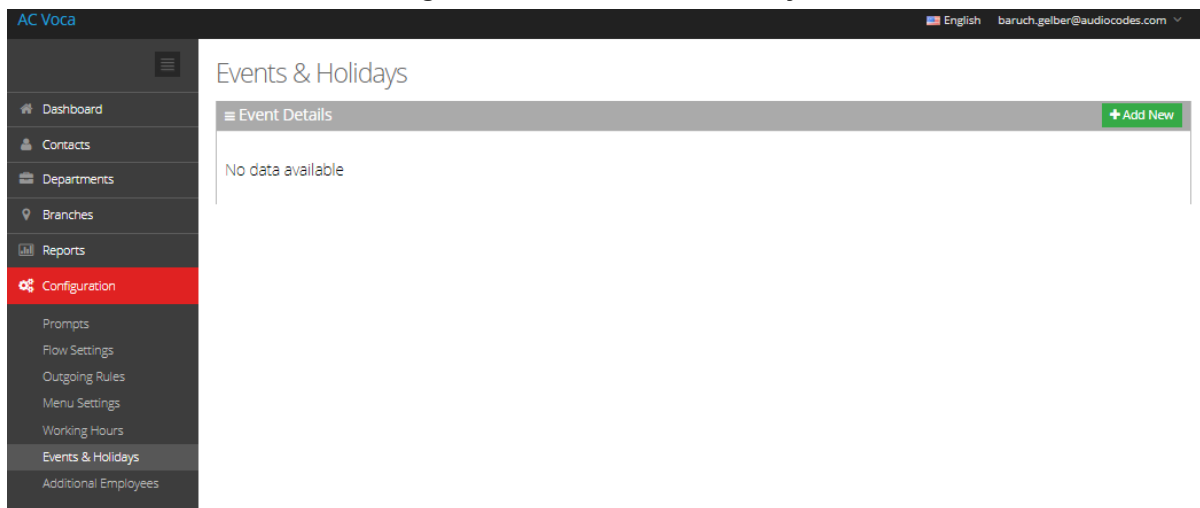 AC Voca
English baruch.gelber@audiocodes.com
Events & Holidays
Dashboard
Event Details
Add New
Contacts
No data available
Departments
Branches
Reports
Configuration
Prompts
Flow Settings
Outgoing Rules
Menu Settings
Working Hours
Events & Holidays
Additional Employees